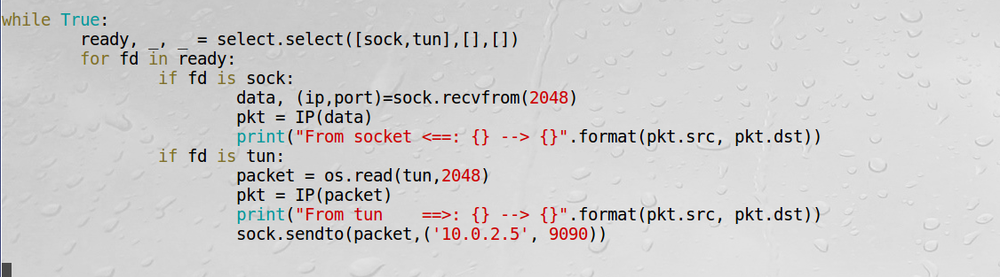 while True:
        ready, _, _ = select.select([sock,tun],[],[])
        for fd in ready:
                if fd is sock:
                        data, (ip,port)=sock.recvfrom(2048)
                        pkt = IP(data)
                        print("From socket <==: {} --> {}".format(pkt.src, pkt.dst))
                if fd is tun:
                        packet = os.read(tun,2048)
                        pkt = IP(packet)
                        print("From tun    ==>: {} --> {}".format(pkt.src, pkt.dst))
                        sock.sendto(packet,('10.0.2.5', 9090))